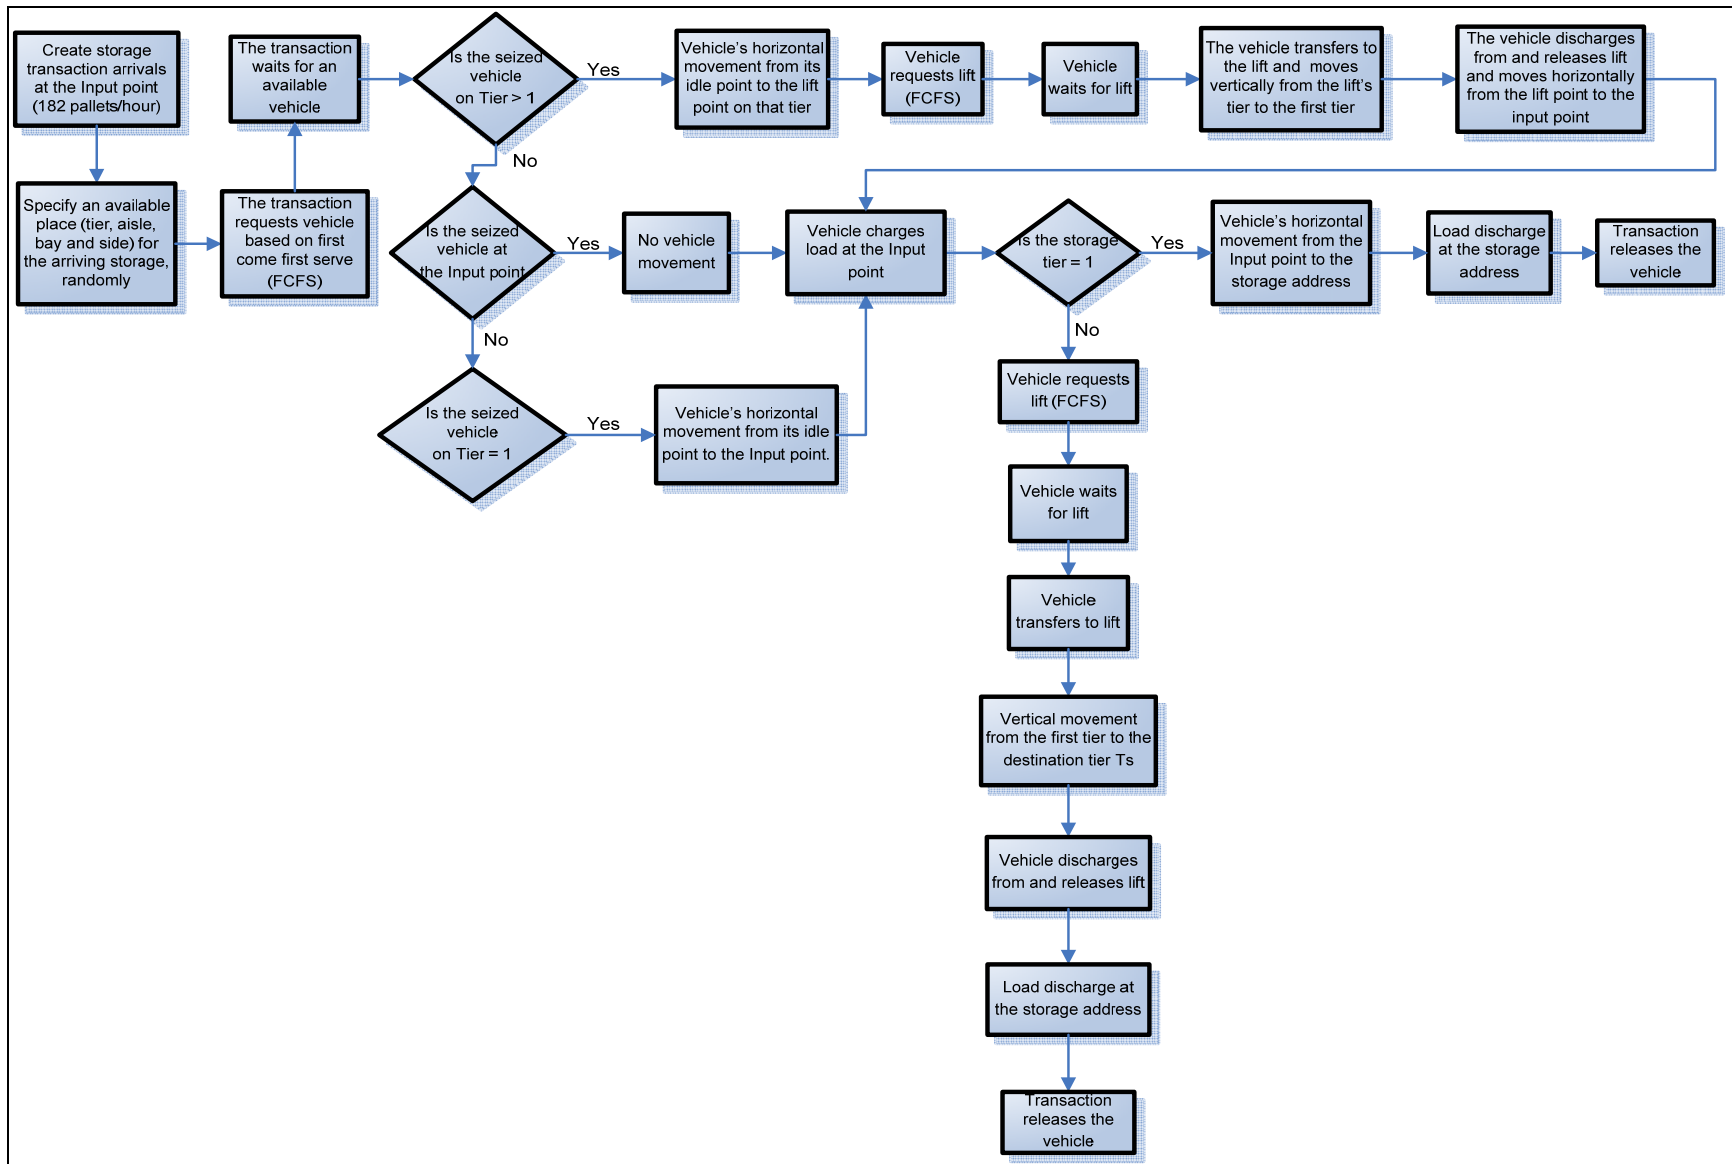 Create storage
transaction arrivals
at the Input point
(182 pallets/hour)
Specify an available
place (tier, aisle,
bay and side) for
the arriving storage,
randomly
The transaction
requests vehicle
based on first
come first serve
(FCFS)
The transaction
waits for an
available
vehicle
Is the seized
vehicle
on Tier > 1
Yes
Vehicle's horizontal
movement from its
idle point to the lift
point on that tier
Vehicle
requests lift
(FCFS)
Vehicle
waits for lift
The vehicle transfers to
the lift and moves
vertically from the lift's
tier to the first tier
The vehicle discharges
from and releases lift
and moves horizontally
from the lift point to the
input point
No
Is the seized
vehicle at
the Input point
Yes
No vehicle
movement
Vehicle charges
load at the Input
point
Is the storage
tier = 1
Yes
Vehicle's horizontal
movement from the
Input point to the
storage address
Load discharge
at the storage
address
Transaction
releases the
vehicle
No
Is the seized
vehicle
on Tier = 1
Yes
Vehicle's horizontal
movement from its idle
point to the Input point.
No
Vehicle requests
lift (FCFS)
Vehicle waits
for lift
Vehicle
transfers to lift
Vertical movement
from the first tier to the
destination tier Ts
Vehicle discharges
from and releases lift
Load discharge at
the storage address
Transaction
releases the
vehicle